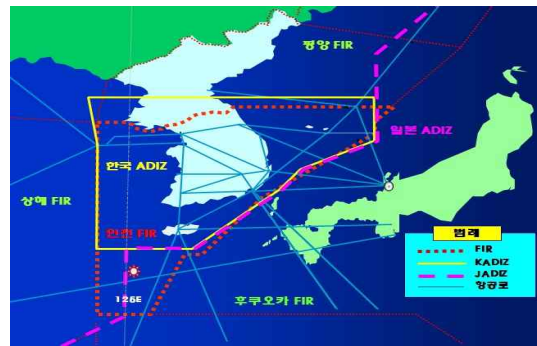 평양 FIR
일본 ADIZ
한국 ADIZ
상해 FIR
인천 FIR
범례
FIR
KADIZ
JADIZ
항공로
125E
후쿠오카 FIR